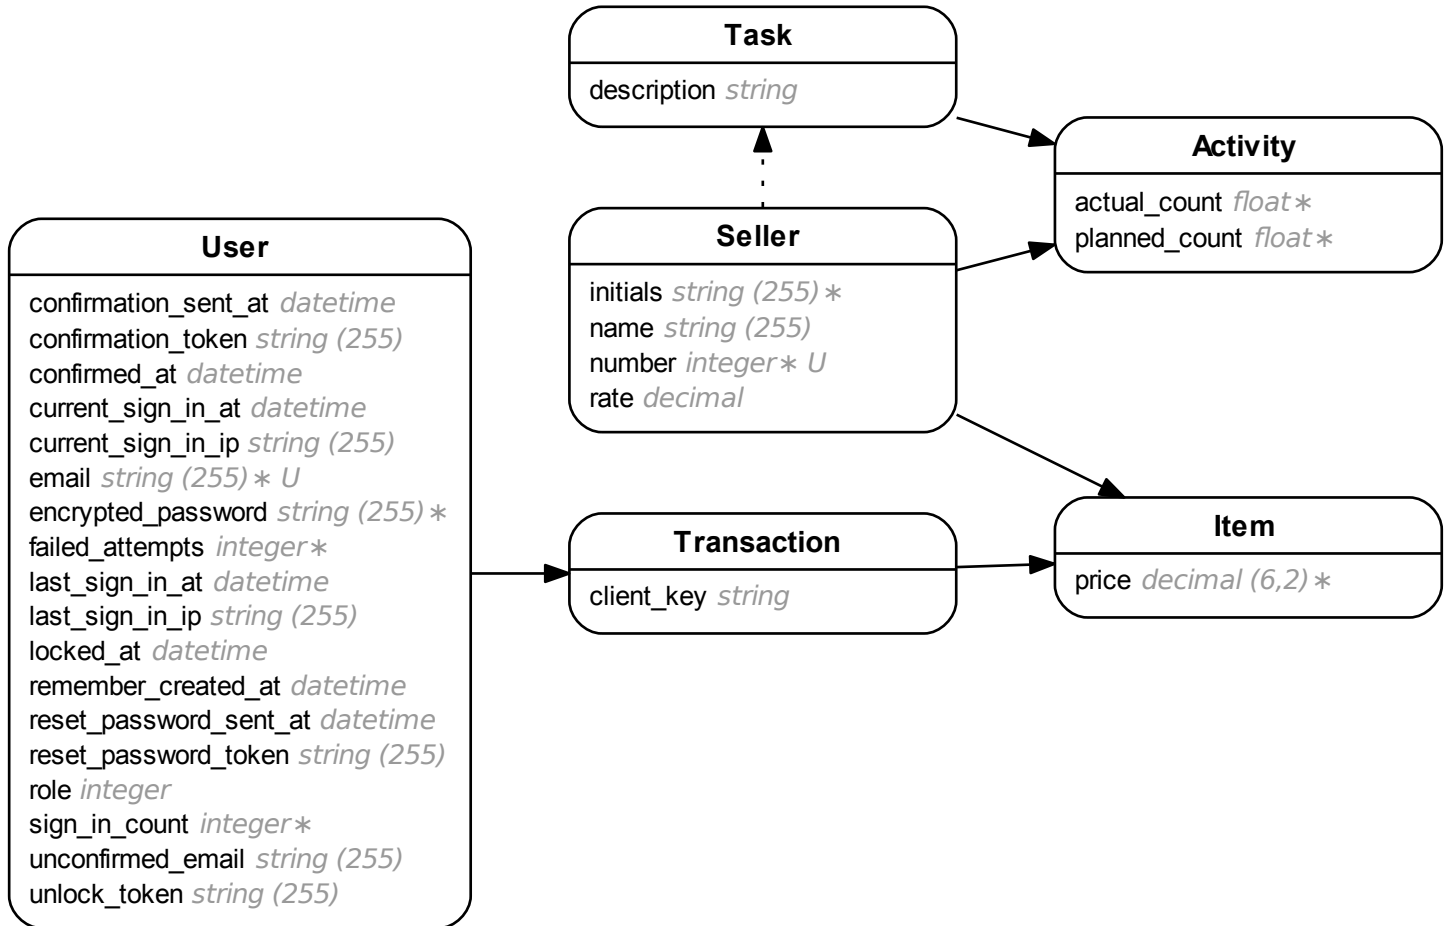 Task
description string
Activity
actual_count float∗
planned_count float∗
Seller
initials string (255)∗
name string (255)
number integer∗ U
rate decimal
User
confirmation_sent_at datetime
confirmation_token string (255)
confirmed_at datetime
current_sign_in_at datetime
current_sign_in_ip string (255)
email string (255)∗ U
encrypted_password string (255)∗
failed_attempts integer∗
last_sign_in_at datetime
last_sign_in_ip string (255)
locked_at datetime
remember_created_at datetime
reset_password_sent_at datetime
reset_password_token string (255)
role integer
sign_in_count integer∗
unconfirmed_email string (255)
unlock_token string (255)
Transaction
client_key string
Item
price decimal (6,2)∗